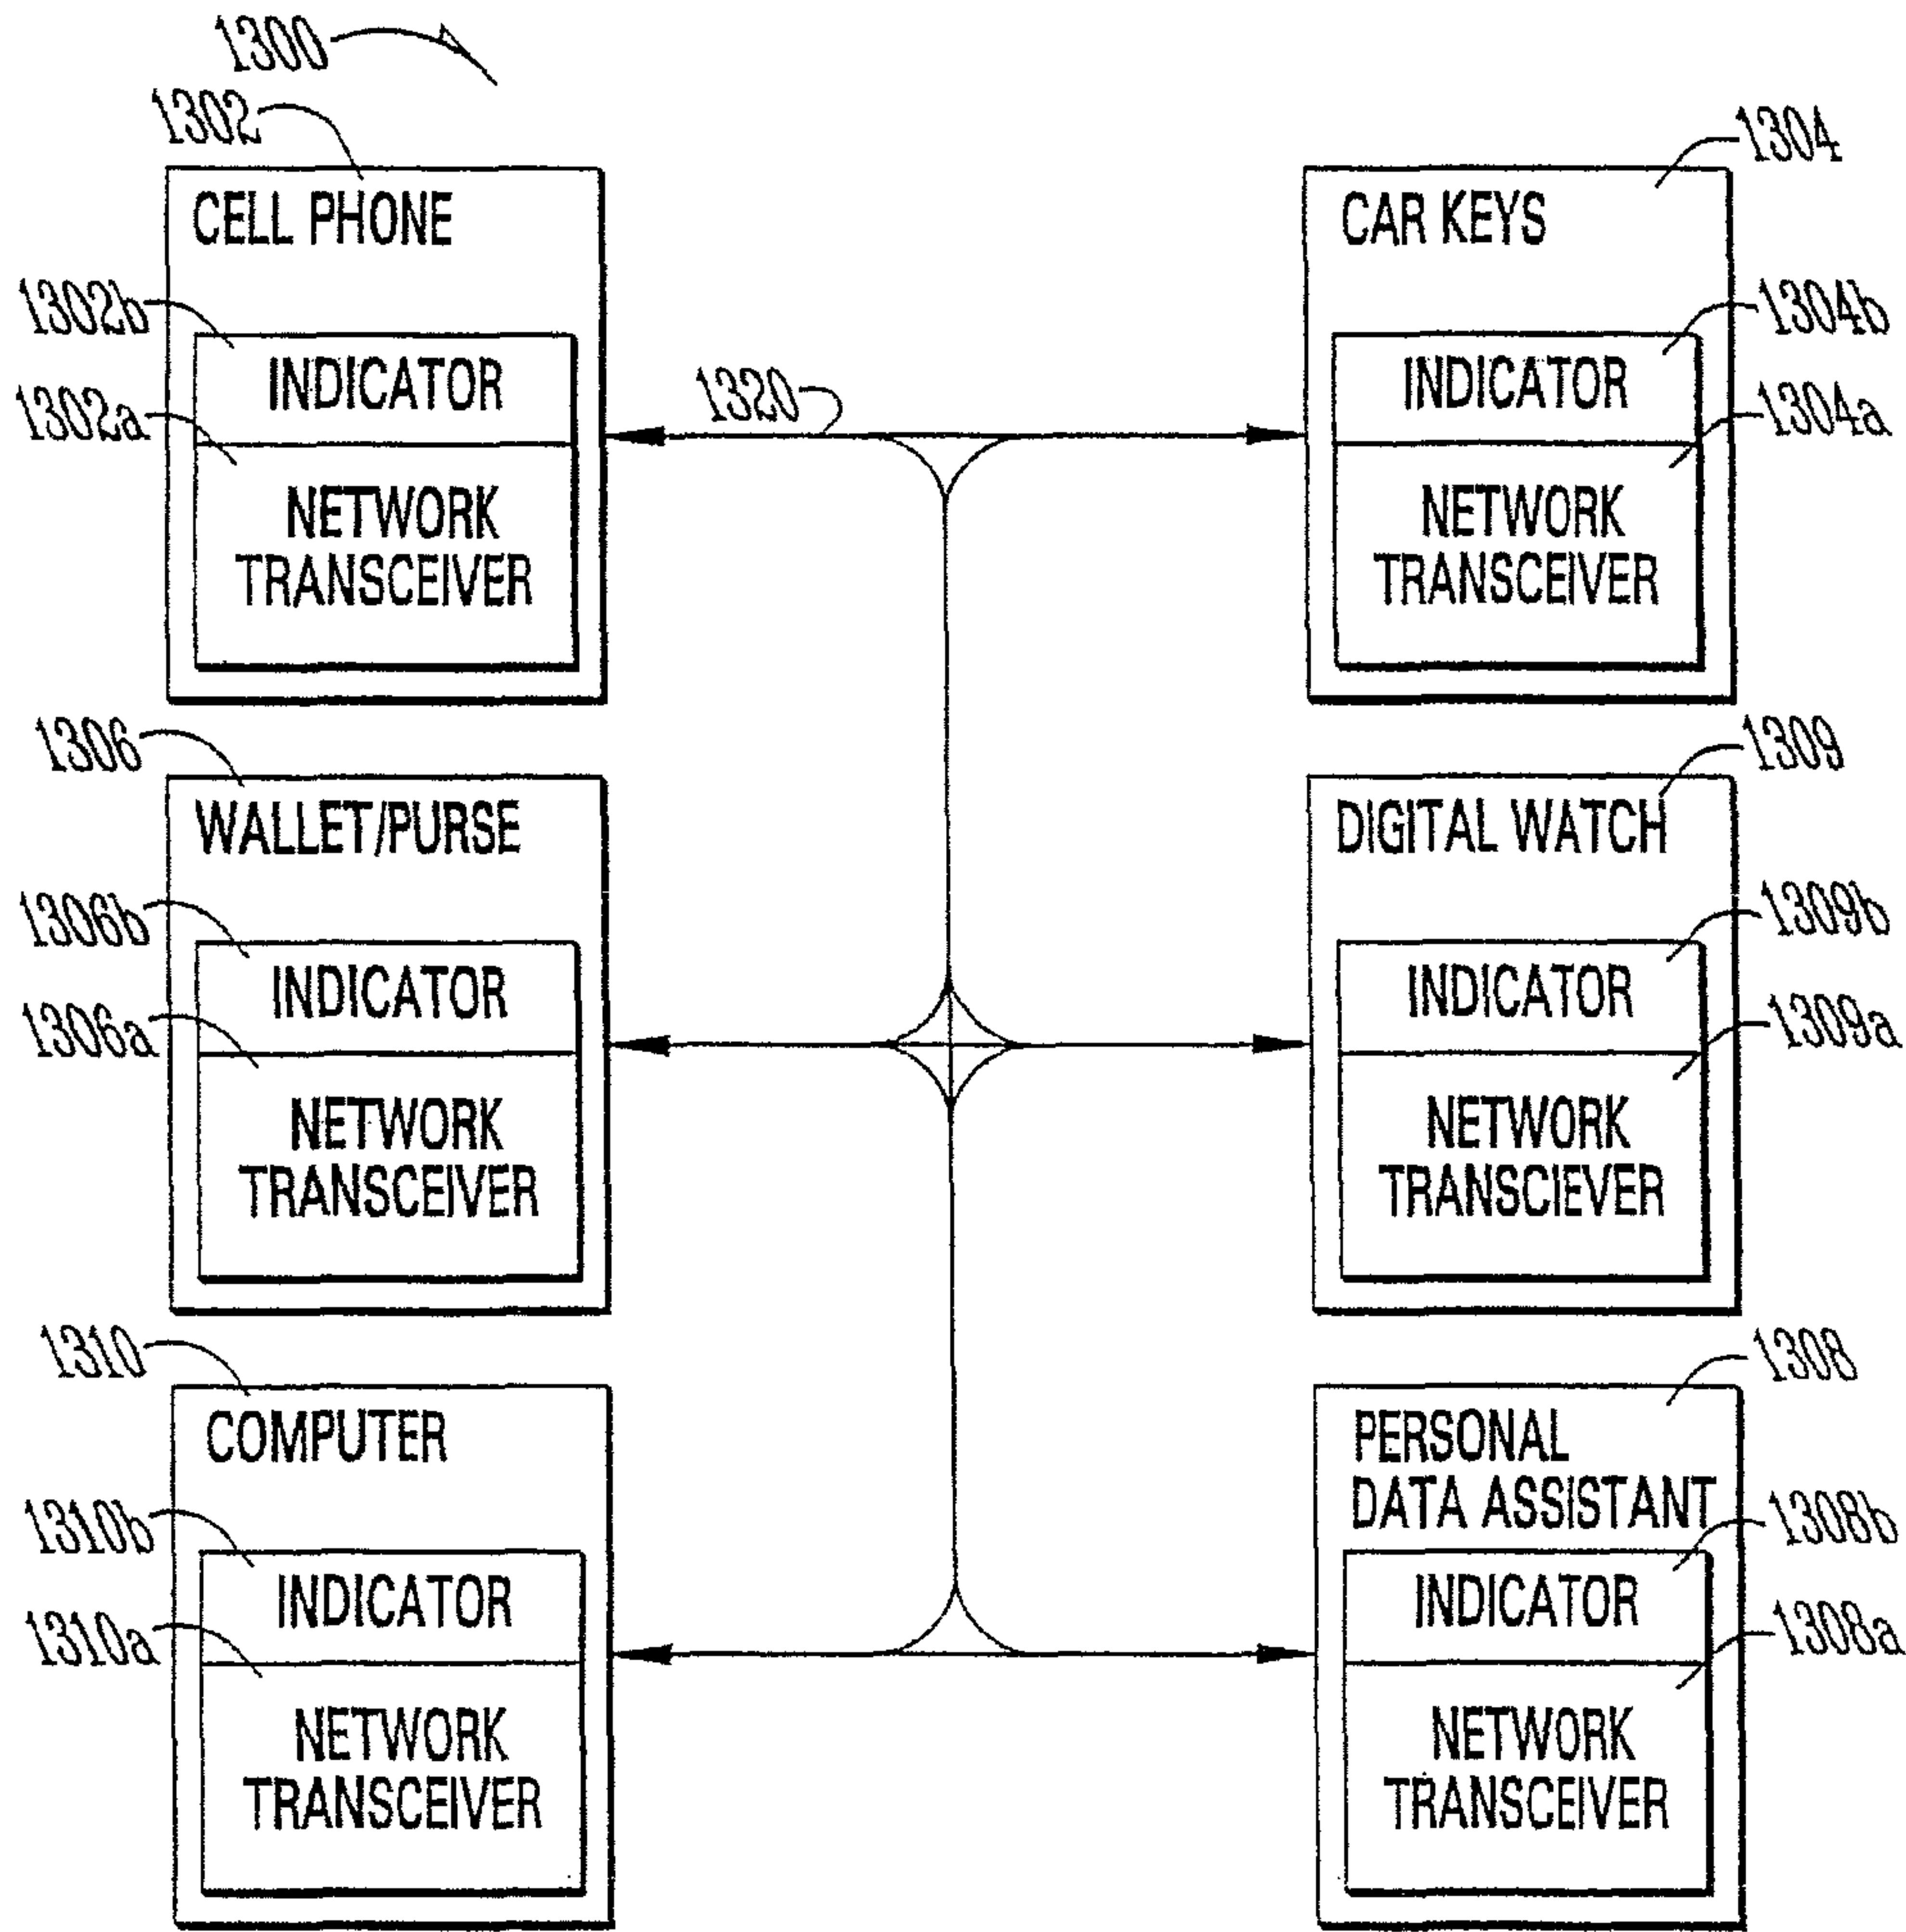 1300
1302
1304
CELL PHONE
CAR KEYS
1302b
1304b
INDICATOR
INDICATOR
1302a
1320
1304a
NETWORK
TRANSCEIVER
NETWORK
TRANSCEIVER
1306
1309
WALLET/PURSE
DIGITAL WATCH
1306b
1309b
INDICATOR
INDICATOR
1306a
1309a
NETWORK
TRANSCEIVER
NETWORK
TRANSCIEVER
1310
1308
COMPUTER
PERSONAL
DATA ASSISTANT
1310b
1308b
INDICATOR
INDICATOR
1310a
1308a
NETWORK
TRANSCEIVER
NETWORK
TRANSCEIVER